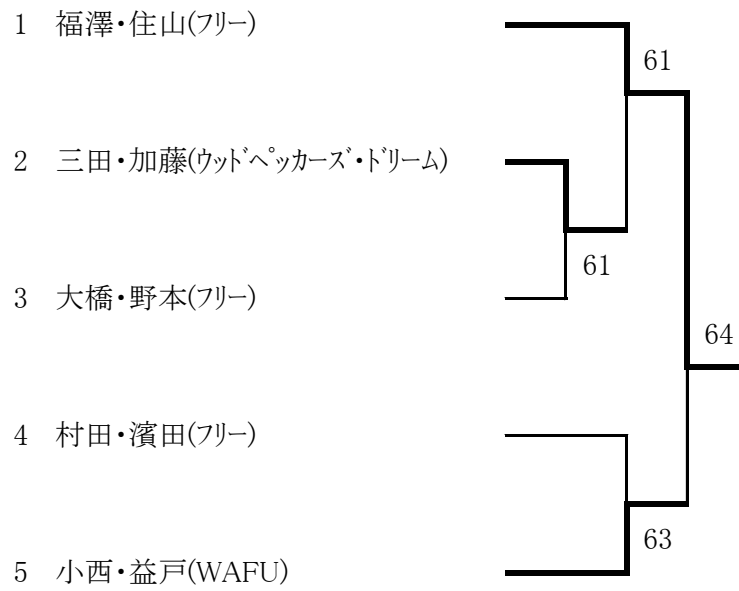 1 福澤・住山(フリー)
61
2 三田・加藤(ウッドペッカーズ・ドリーム)
61
3 大橋・野本(フリー)
64
4 村田・濱田(フリー)
63
5 小西・益戸(WAFU)